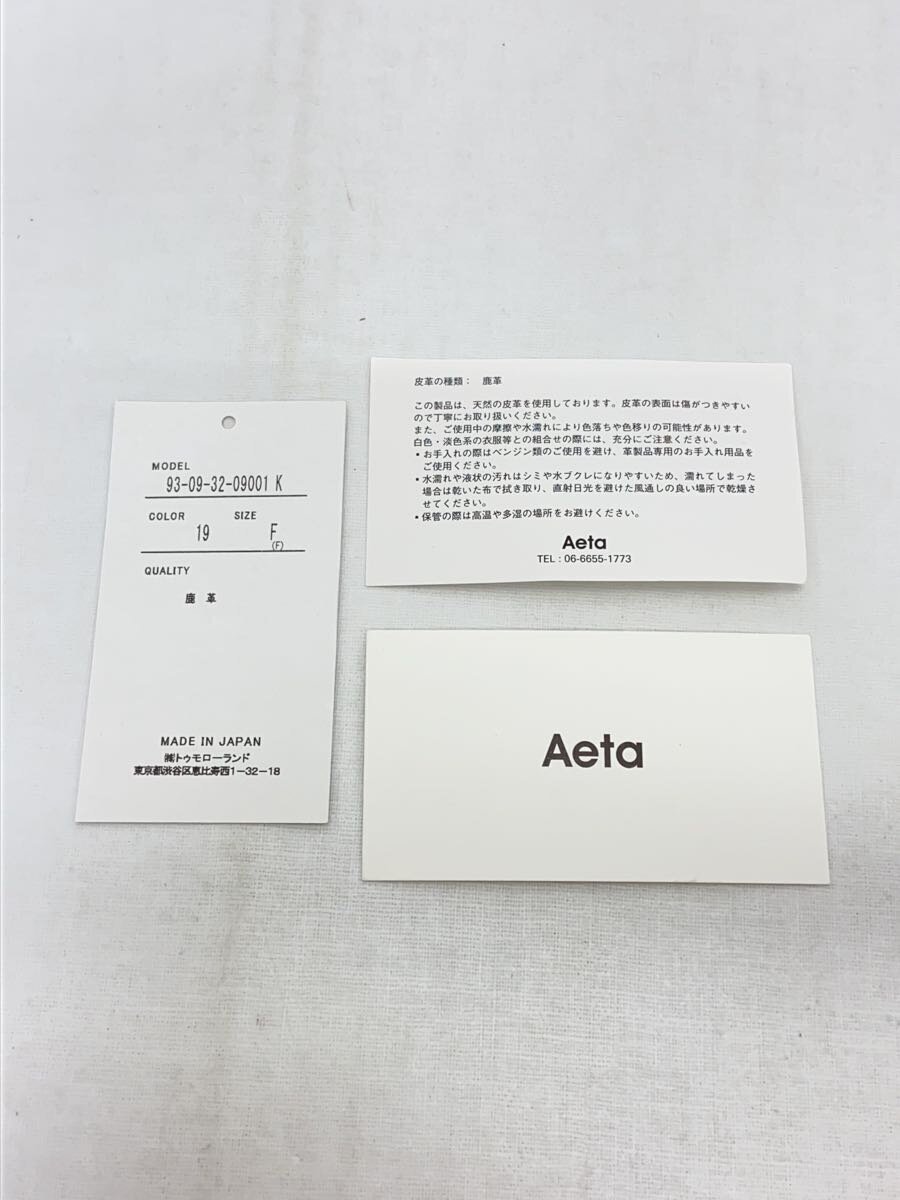 MODEL
93-09-32-09001 K
COLOR SIZE
19 F
(F)
QUALITY
鹿 革
MADE IN JAPAN
㈱トゥモローランド
東京都渋谷区恵比寿西1-32-18
皮革の種類： 鹿革
この製品は、天然の皮革を使用しております。皮革の表面は傷がつきやすい
ので丁寧にお取り扱いください。
また、ご使用中の摩擦や水濡れにより色落ちや色移りの可能性があります。
白色・淡色系の衣服等との組合せの際には、充分にご注意ください。
▪お手入れの際はベンジン類のご使用を避け、革製品専用のお手入れ用品を
ご使用ください。
▪水濡れや液状の汚れはシミや水ブクレになりやすいため、濡れてしまった
場合は乾いた布で拭き取り、直射日光を避けた風通しの良い場所で乾燥さ
せてください。
▪保管の際は高温や多湿の場所をお避けください。
Aeta
TEL : 06-6655-1773
Aeta